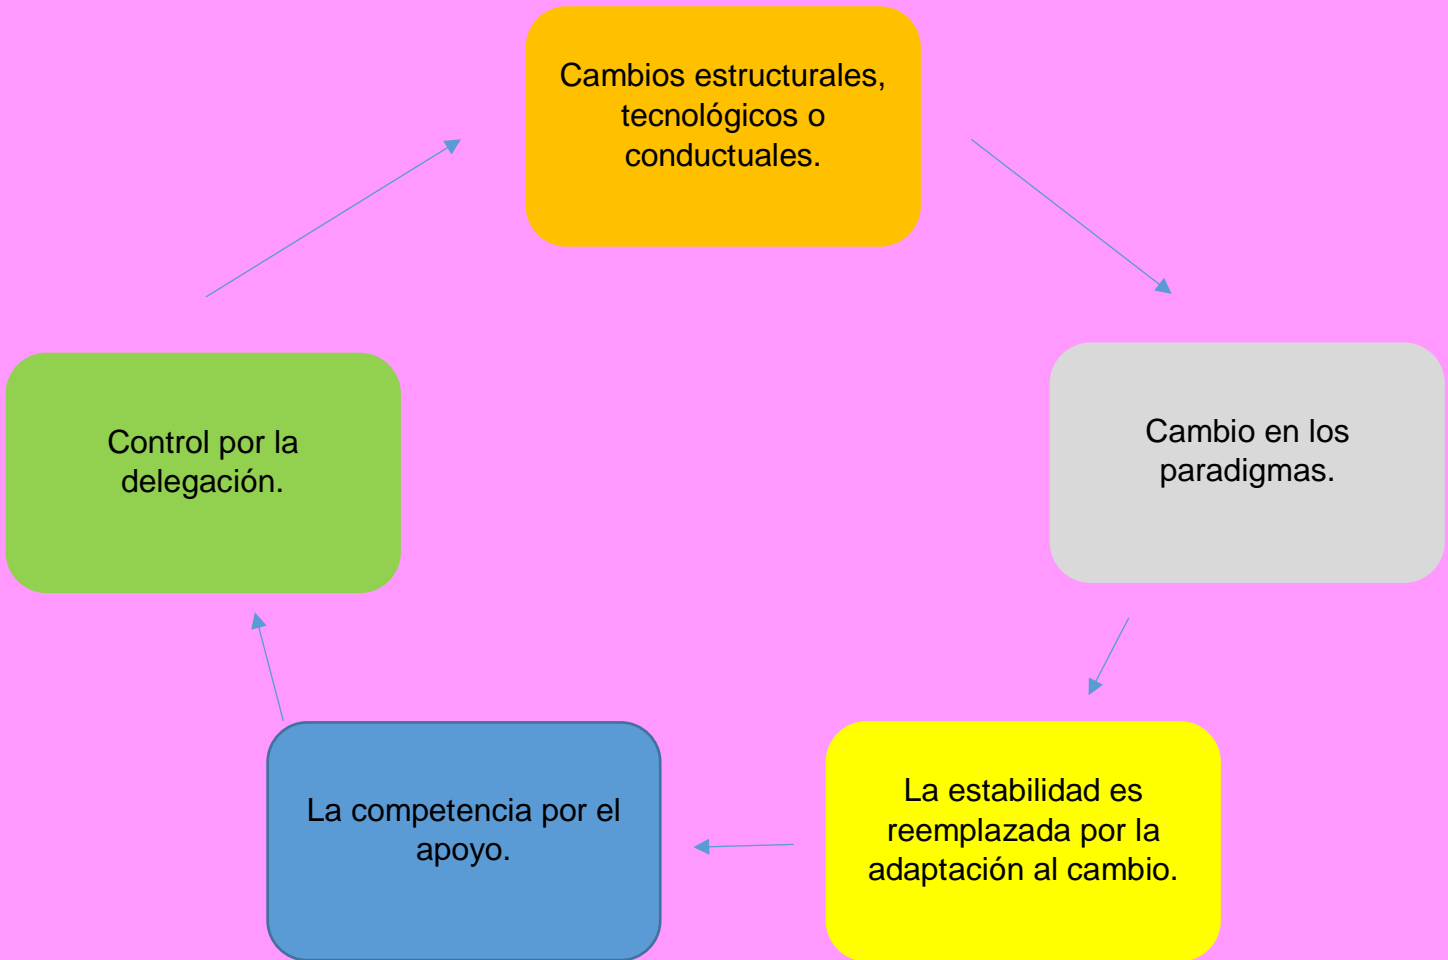 Cambios estructurales,
tecnológicos o
conductuales.
Cambio en los
paradigmas.
La estabilidad es
reemplazada por la
adaptación al cambio.
La competencia por el
apoyo.
Control por la
delegación.